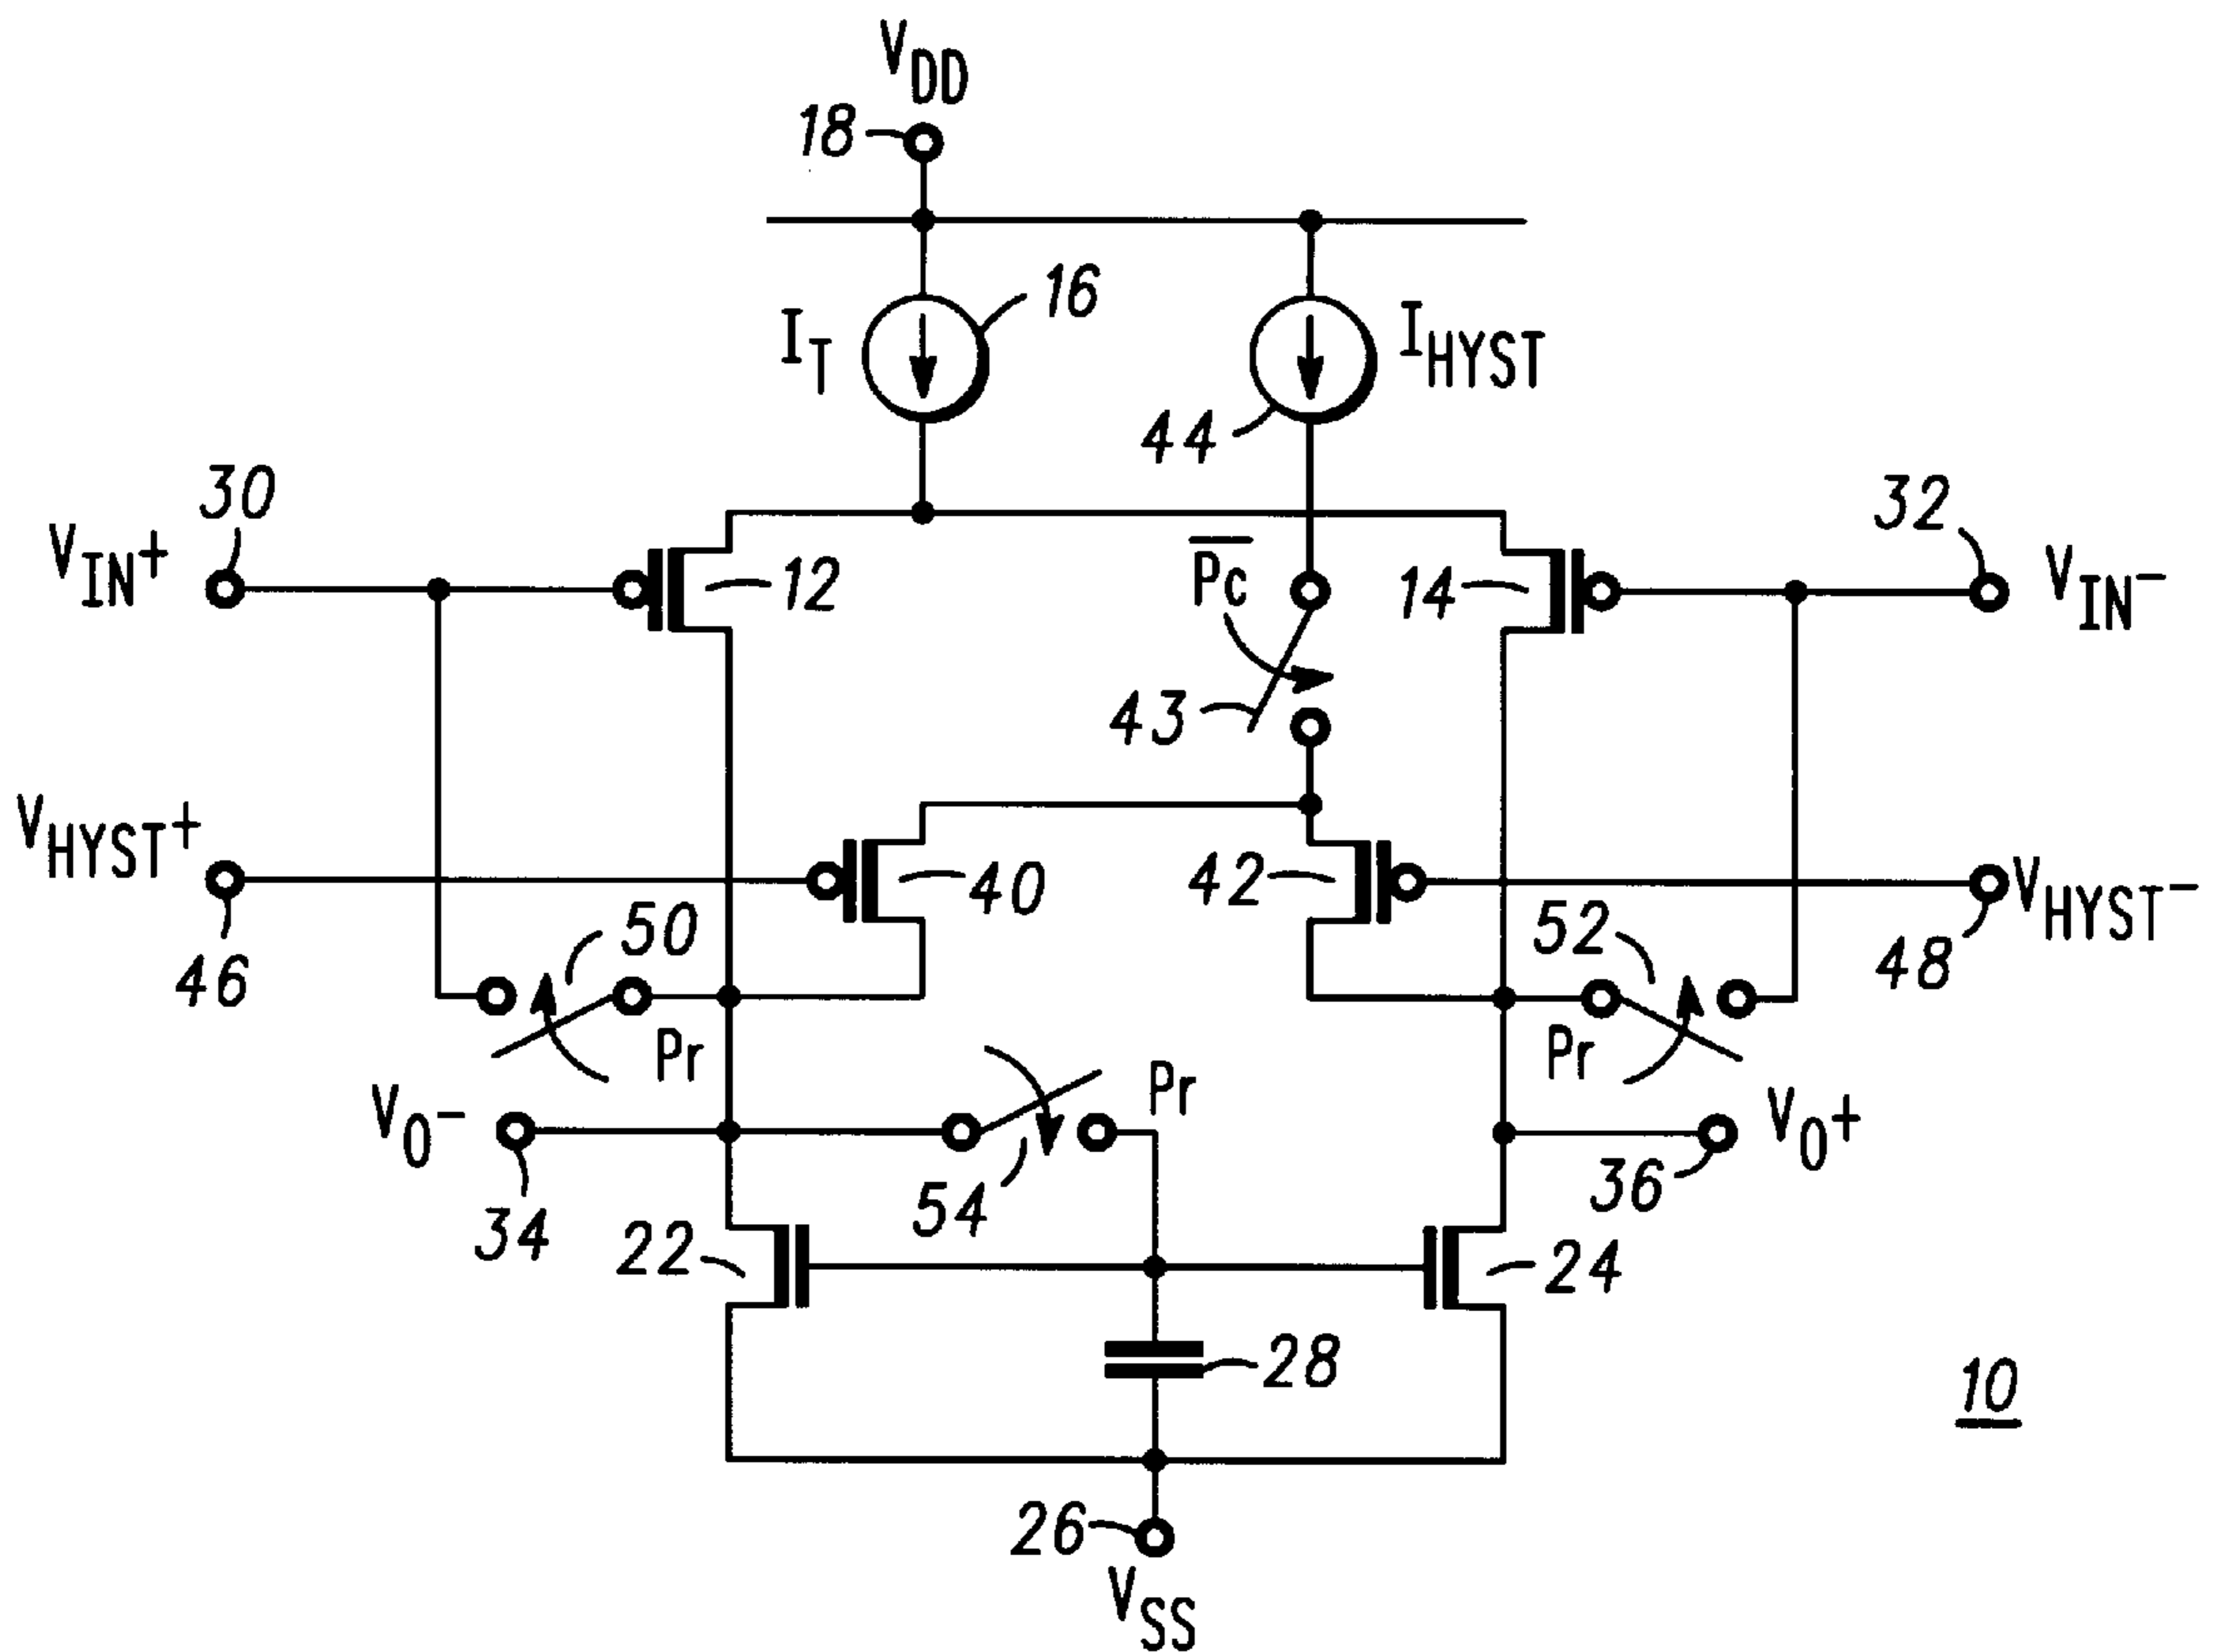 VDD
18
IT
16
IHYST
44
30
VIN+
12
P̅c̅
14
32
VIN-
43
VHYST+
46
40
42
VHYST-
48
50
Pr
52
Pr
VO-
34
54
Pr
VO+
36
22
24
28
10
26
VSS